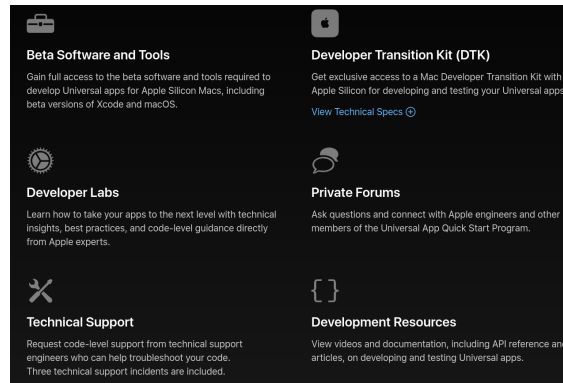 Beta Software and Tools
Gain full access to the beta software and tools required to
develop Universal apps for Apple Silicon Macs, including
beta versions of Xcode and macOS.
Developer Transition Kit (DTK)
Get exclusive access to a Mac Developer Transition Kit with
Apple Silicon for developing and testing your Universal apps
View Technical Specs
Developer Labs
Learn how to take your apps to the next level with technical
insights, best practices, and code-level guidance directly
from Apple experts.
Private Forums
Ask questions and connect with Apple engineers and other
members of the Universal App Quick Start Program.
Technical Support
Request code-level support from technical support
engineers who can help troubleshoot your code.
Three technical support incidents are included.
Development Resources
View videos and documentation, including API reference and
articles, on developing and testing Universal apps.